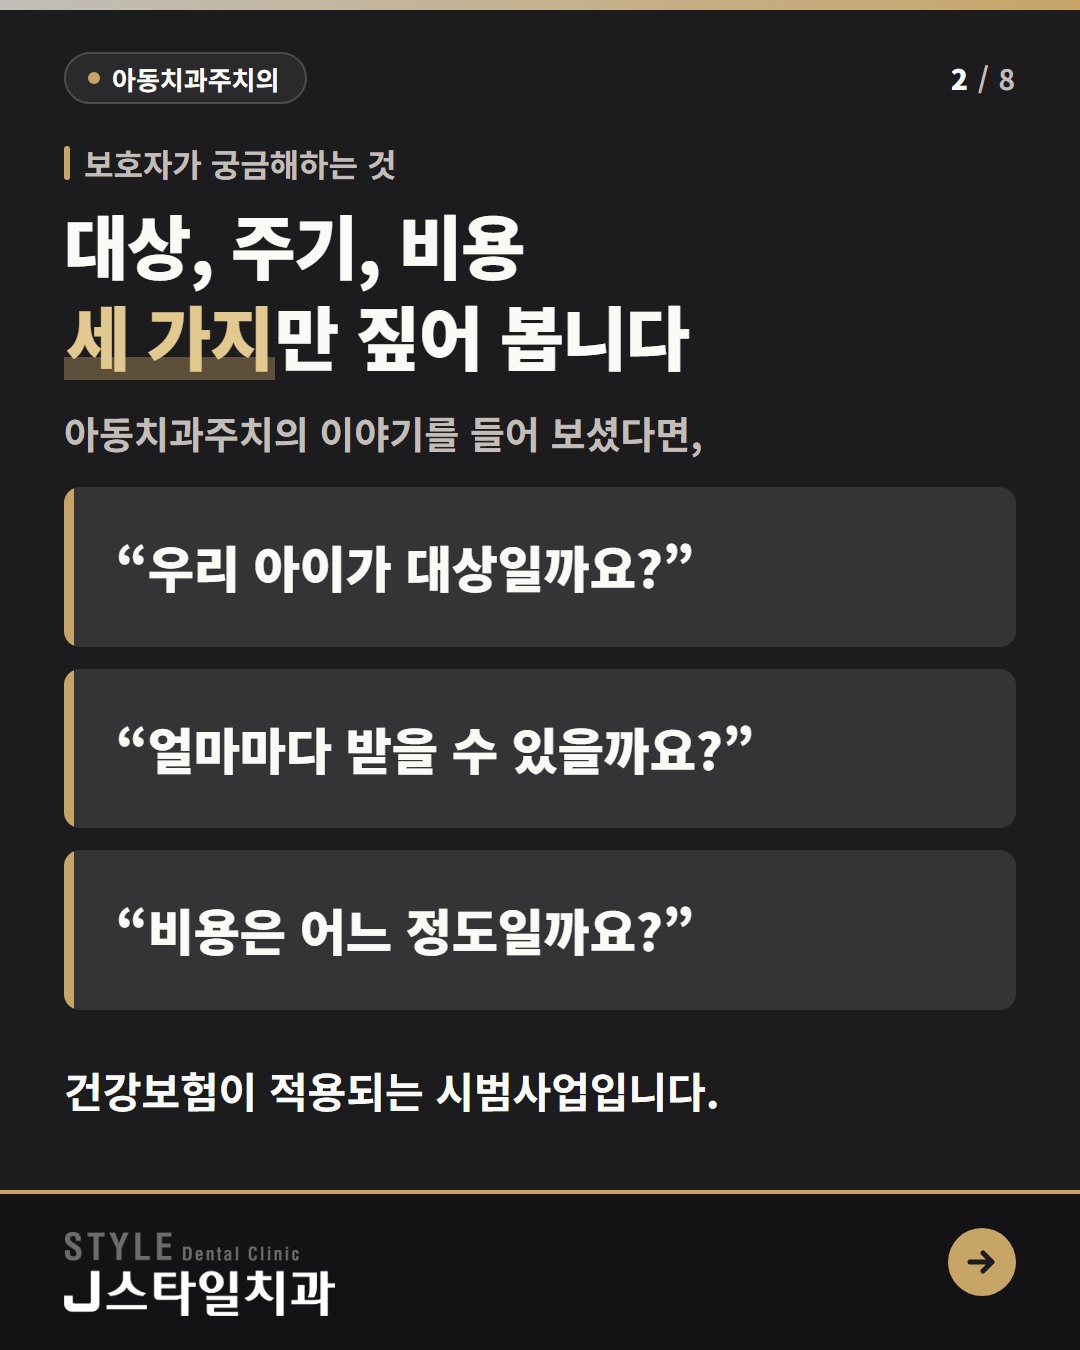 아동치과주치의
2 / 8
보호자가 궁금해하는 것
대상, 주기, 비용
세 가지만 짚어 봅니다
아동치과주치의 이야기를 들어 보셨다면,
“우리 아이가 대상일까요?”
“얼마마다 받을 수 있을까요?”
“비용은 어느 정도일까요?”
건강보험이 적용되는 시범사업입니다.
STYLE Dental Clinic
J스타일치과